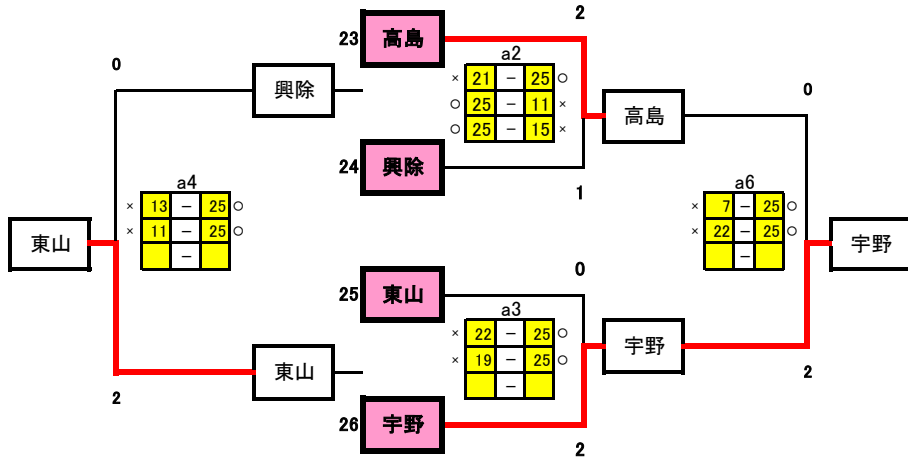 2
23 高島
0
a2
興除
× 21 − 25 ○
0
○ 25 − 11 ×
高島
○ 25 − 15 ×
24 興除
1
a4
a6
× 13 − 25 ○
× 7 − 25 ○
× 11 − 25 ○
× 22 − 25 ○
東山
−
−
宇野
0
25 東山
a3
× 22 − 25 ○
宇野
× 19 − 25 ○
東山
2
−
2
26 宇野
2